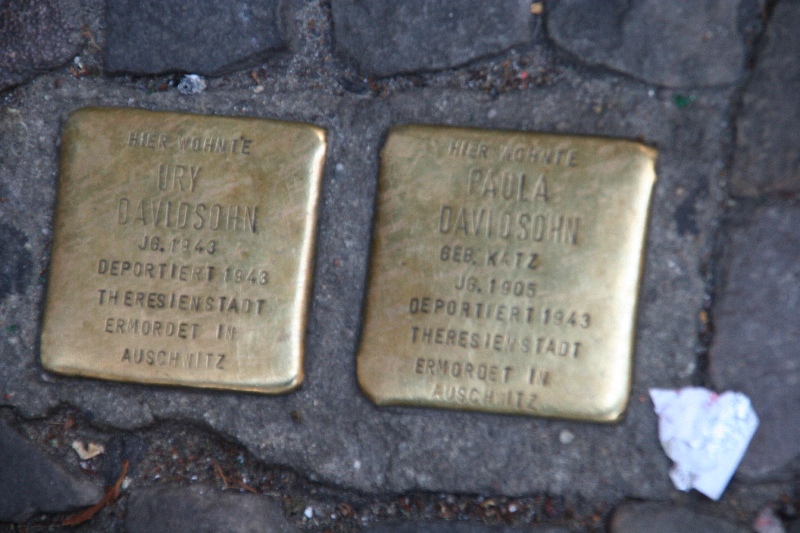 HIER WOHNTE
URY
DAVIDSOHN
JG. 1943
DEPORTIERT 1943
THERESIENSTADT
ERMORDET IN
AUSCHWITZ
HIER WOHNTE
PAULA
DAVIDSOHN
GEB. KATZ
JG. 1905
DEPORTIERT 1943
THERESIENSTADT
ERMORDET IN
AUSCHWITZ